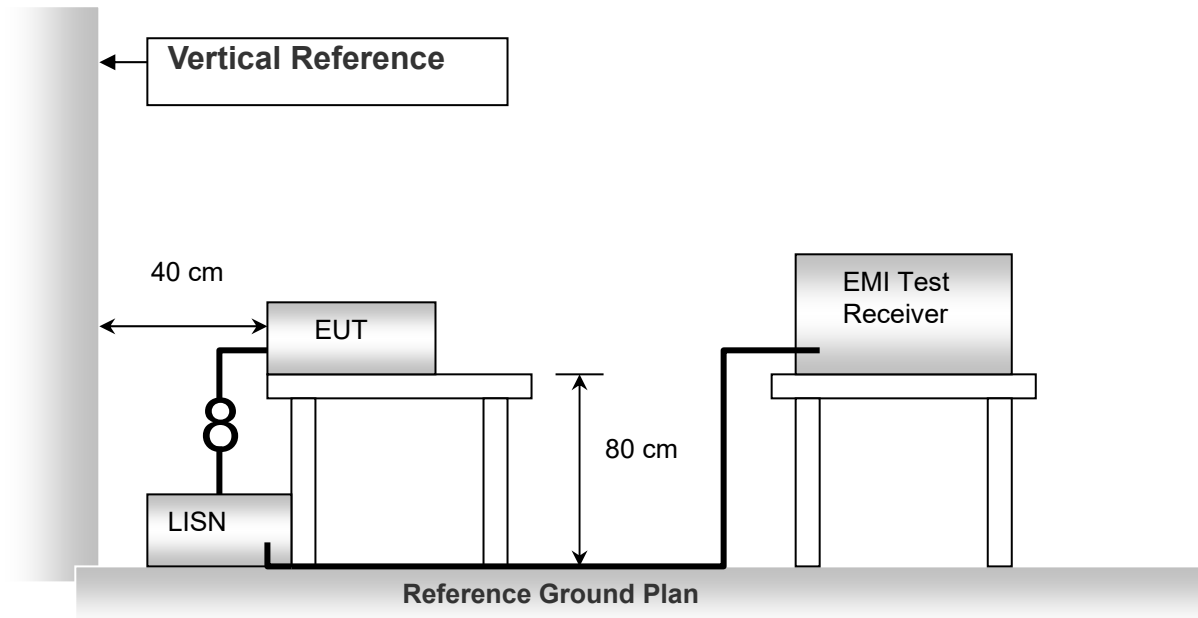 Vertical Reference
40 cm
EUT
EMI Test
Receiver
80 cm
LISN
Reference Ground Plan